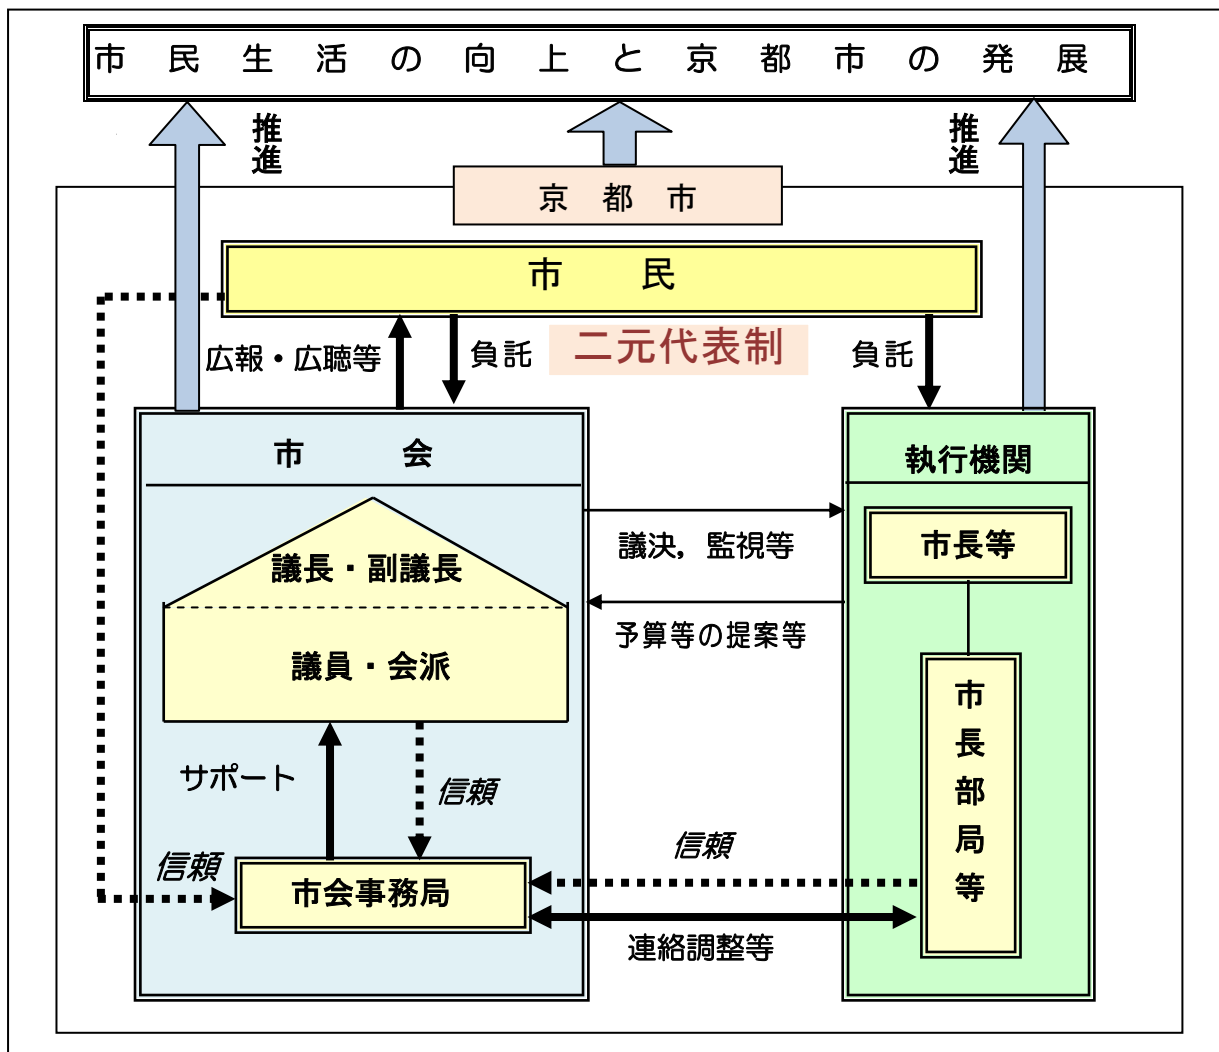 市民生活の向上と京都市の発展
推進
推進
京都市
市民
広報・広聴等
負託
二元代表制
負託
市会
執行機関
議決，監視等
市長等
議長・副議長
予算等の提案等
議員・会派
市長部局等
サポート
信頼
信頼
信頼
市会事務局
連絡調整等